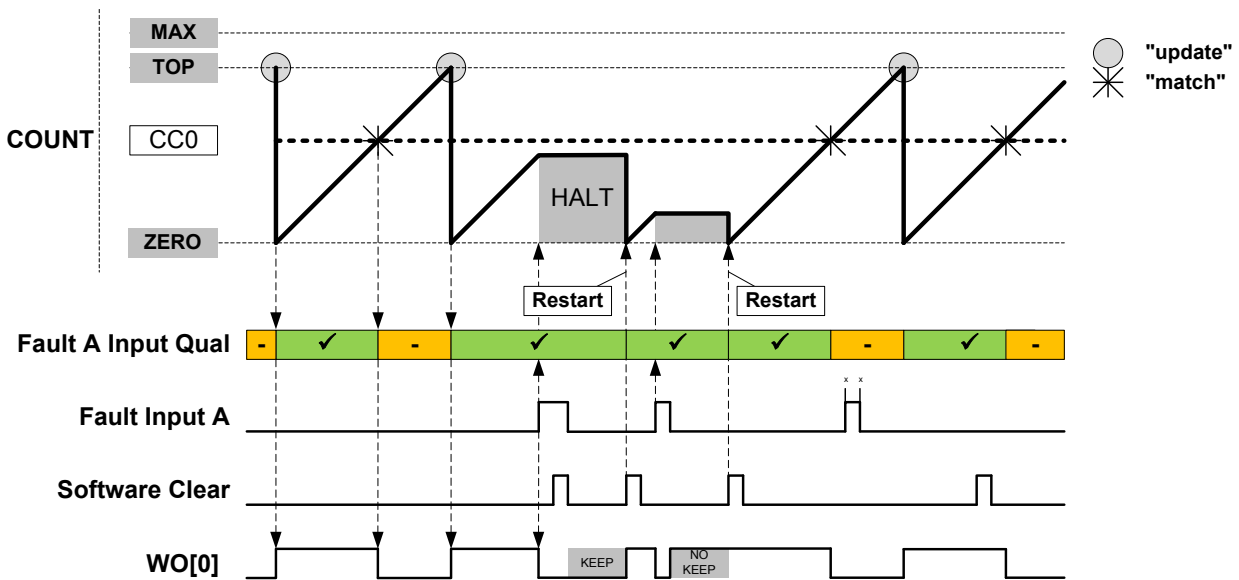 MAX
TOP
"update"
"match"
COUNT
CC0
HALT
ZERO
Restart
Restart
Fault A Input Qual
- ✓ - ✓ ✓ ✓ - ✓ -
x x
Fault Input A
Software Clear
WO[0]
KEEP
NO
KEEP